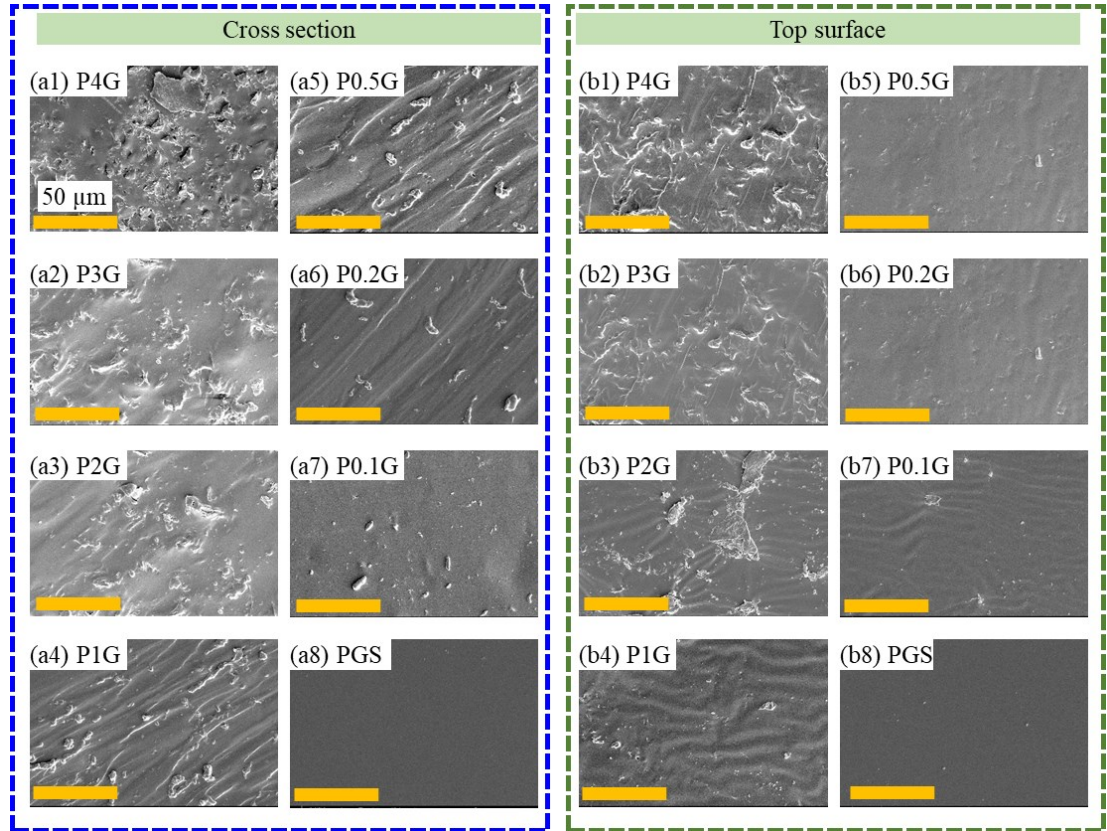 Cross section
Top surface
(a1) P4G
(a5) P0.5G
50 μm
(a2) P3G
(a6) P0.2G
(a3) P2G
(a7) P0.1G
(a4) P1G
(a8) PGS
(b1) P4G
(b5) P0.5G
(b2) P3G
(b6) P0.2G
(b3) P2G
(b7) P0.1G
(b4) P1G
(b8) PGS